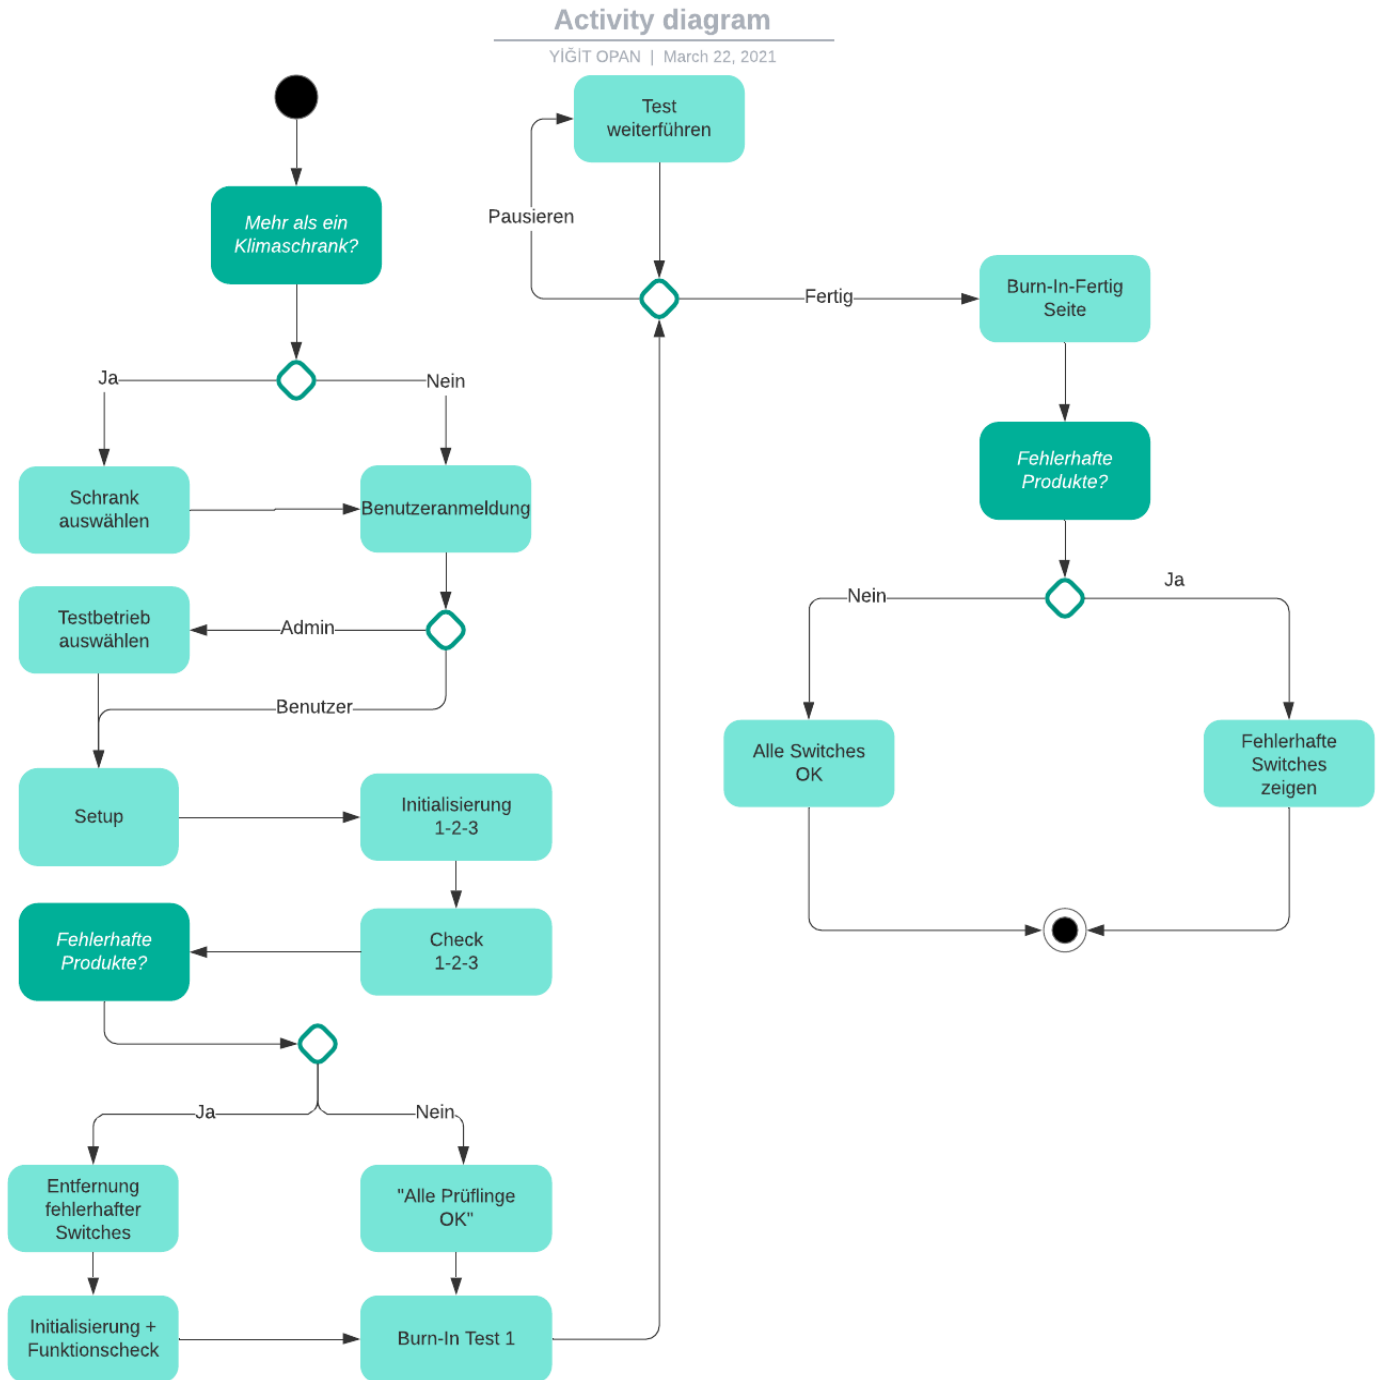 Activity diagram
YİĞİT OPAN | March 22, 2021
Mehr als ein
Klimaschrank?
Ja
Nein
Schrank
auswählen
Benutzeranmeldung
Testbetrieb
auswählen
Admin
Benutzer
Setup
Initialisierung
1-2-3
Fehlerhafte
Produkte?
Check
1-2-3
Ja
Nein
Entfernung
fehlerhafter
Switches
"Alle Prüflinge
OK"
Initialisierung +
Funktionscheck
Burn-In Test 1
Test
weiterführen
Pausieren
Fertig
Burn-In-Fertig
Seite
Fehlerhafte
Produkte?
Nein
Ja
Alle Switches
OK
Fehlerhafte
Switches
zeigen